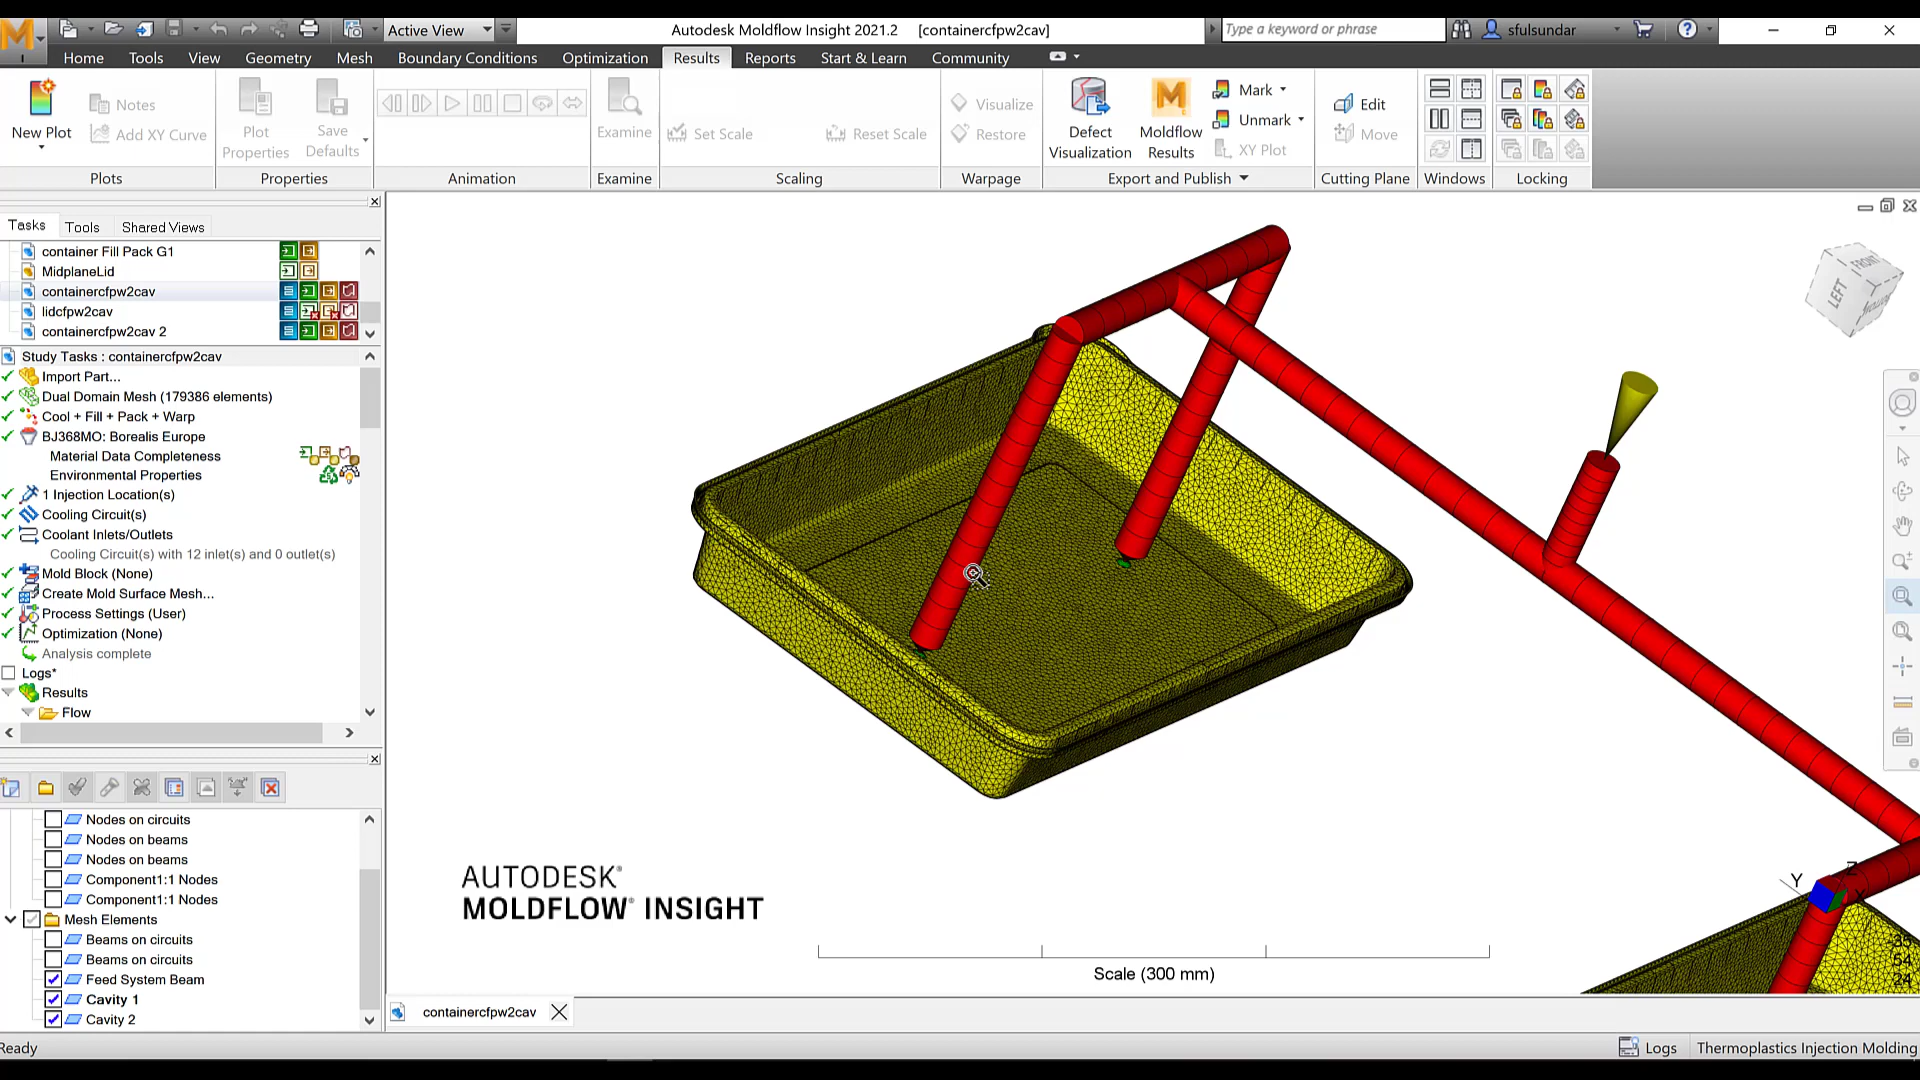 Active View
Autodesk Moldflow Insight 2021.2 [containercfpw2cav]
Type a keyword or phrase
sfulsundar
Home Tools View Geometry Mesh Boundary Conditions Optimization Results Reports Start & Learn Community
New Plot
Notes
Add XY Curve
Plots
Plot Properties
Save Defaults
Properties
Animation
Examine
Examine
Set Scale
Reset Scale
Scaling
Visualize
Restore
Warpage
Defect Visualization
Moldflow Results
Mark
Unmark
XY Plot
Export and Publish
Edit
Move
Cutting Plane
Windows
Locking
Tasks Tools Shared Views
container Fill Pack G1
MidplaneLid
containercfpw2cav
lidcfpw2cav
containercfpw2cav 2
Study Tasks : containercfpw2cav
Import Part...
Dual Domain Mesh (179386 elements)
Cool + Fill + Pack + Warp
BJ368MO: Borealis Europe
Material Data Completeness
Environmental Properties
1 Injection Location(s)
Cooling Circuit(s)
Coolant Inlets/Outlets
Cooling Circuit(s) with 12 inlet(s) and 0 outlet(s)
Mold Block (None)
Create Mold Surface Mesh...
Process Settings (User)
Optimization (None)
Analysis complete
Logs*
Results
Flow
Nodes on circuits
Nodes on beams
Nodes on beams
Component1:1 Nodes
Component1:1 Nodes
Mesh Elements
Beams on circuits
Beams on circuits
Feed System Beam
Cavity 1
Cavity 2
FRONT
LEFT
AUTODESK®
MOLDFLOW® INSIGHT
Scale (300 mm)
Z
Y
X
-35
54
24
containercfpw2cav
Ready
Logs
Thermoplastics Injection Molding